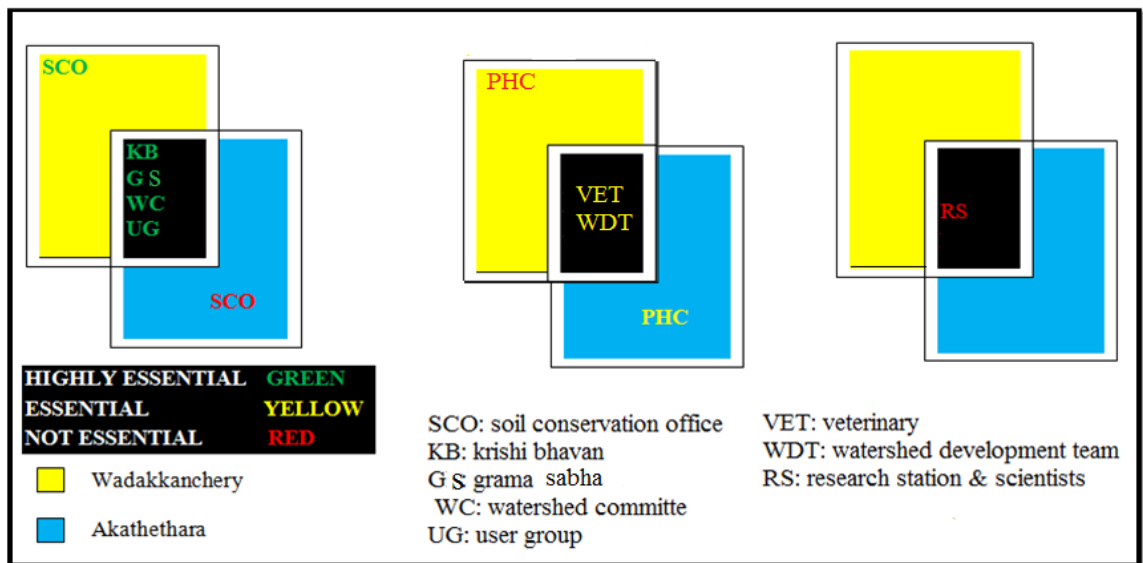 SCO
KB
G S
WC
UG
SCO
PHC
VET
WDT
PHC
RS
HIGHLY ESSENTIAL GREEN
ESSENTIAL YELLOW
NOT ESSENTIAL RED
Wadakkanchery
Akathethara
SCO: soil conservation office
KB: krishi bhavan
G S: grama sabha
WC: watershed committe
UG: user group
VET: veterinary
WDT: watershed development team
RS: research station & scientists